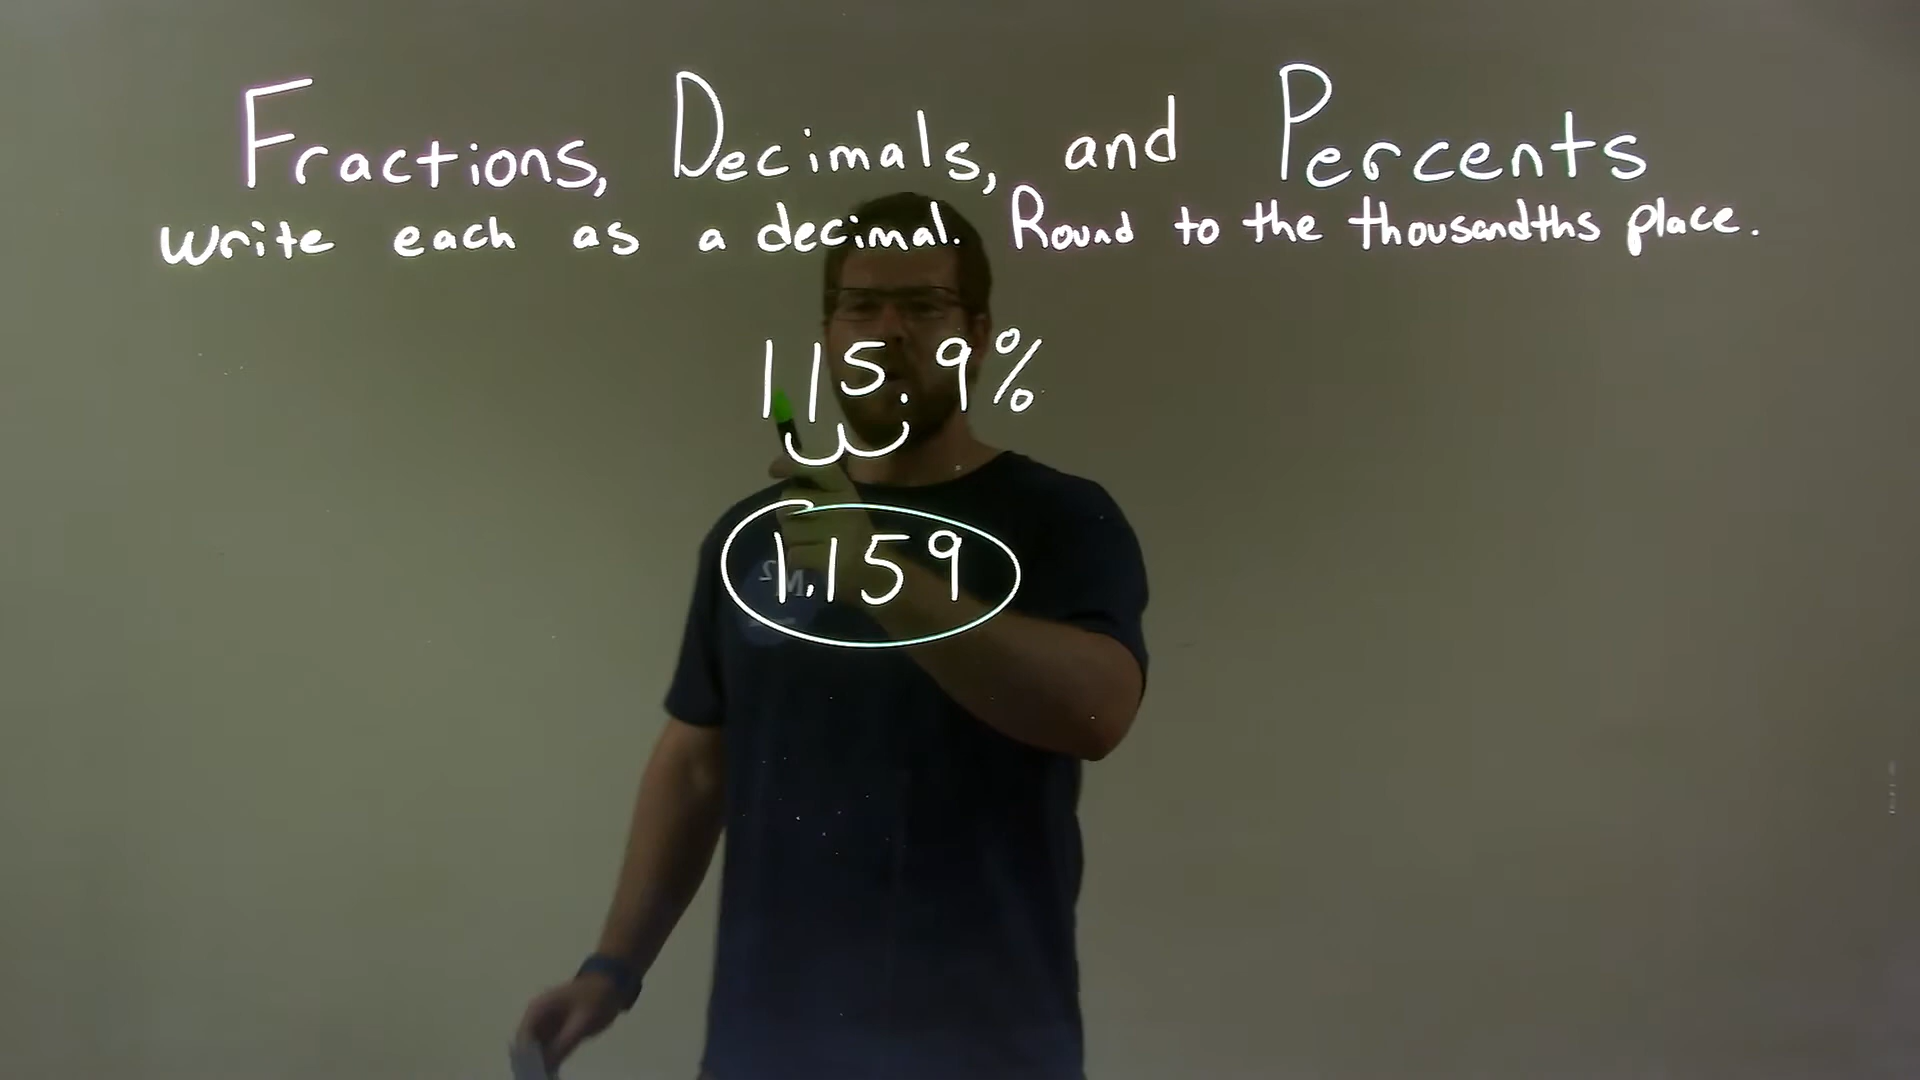 Fractions, Decimals, and Percents
Write each as a decimal. Round to the thousandths place.
115.9%
1.159